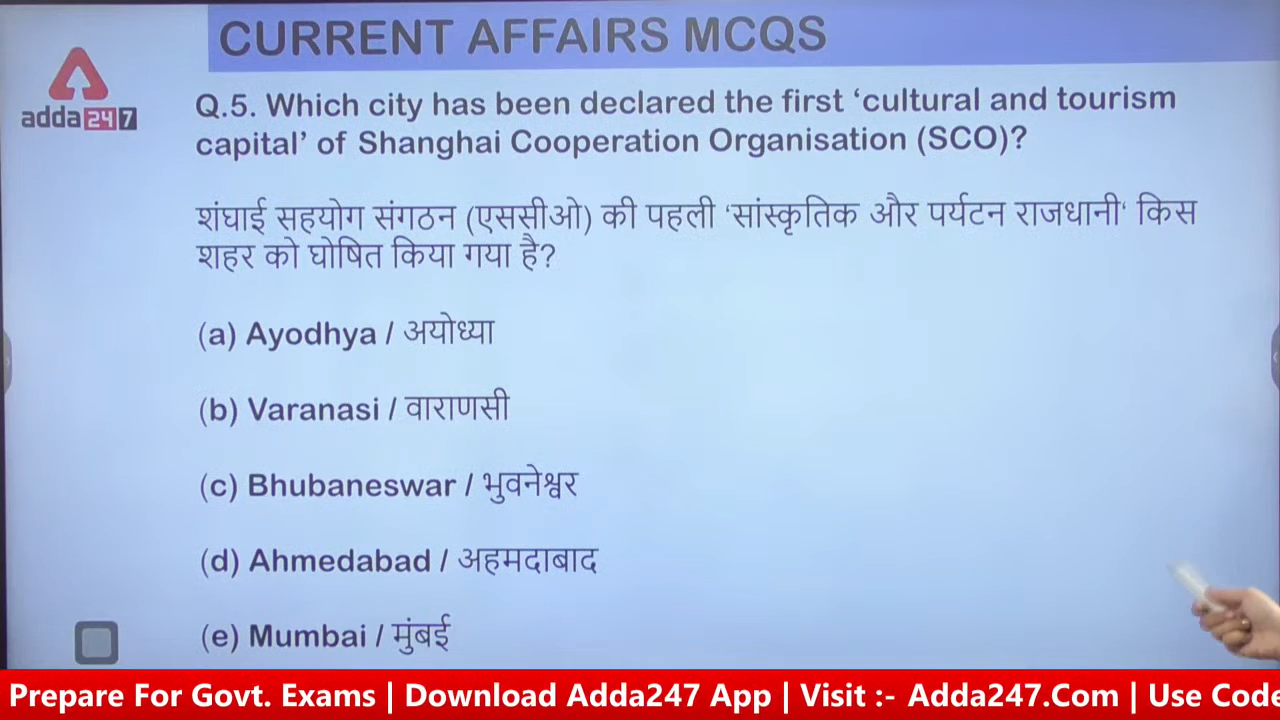 CURRENT AFFAIRS MCQS
adda247
Q.5. Which city has been declared the first ‘cultural and tourism
capital’ of Shanghai Cooperation Organisation (SCO)?
शंघाई सहयोग संगठन (एससीओ) की पहली ‘सांस्कृतिक और पर्यटन राजधानी‘ किस
शहर को घोषित किया गया है?
(a) Ayodhya / अयोध्या
(b) Varanasi / वाराणसी
(c) Bhubaneswar / भुवनेश्वर
(d) Ahmedabad / अहमदाबाद
(e) Mumbai / मुंबई
Prepare For Govt. Exams | Download Adda247 App | Visit :- Adda247.Com | Use Code